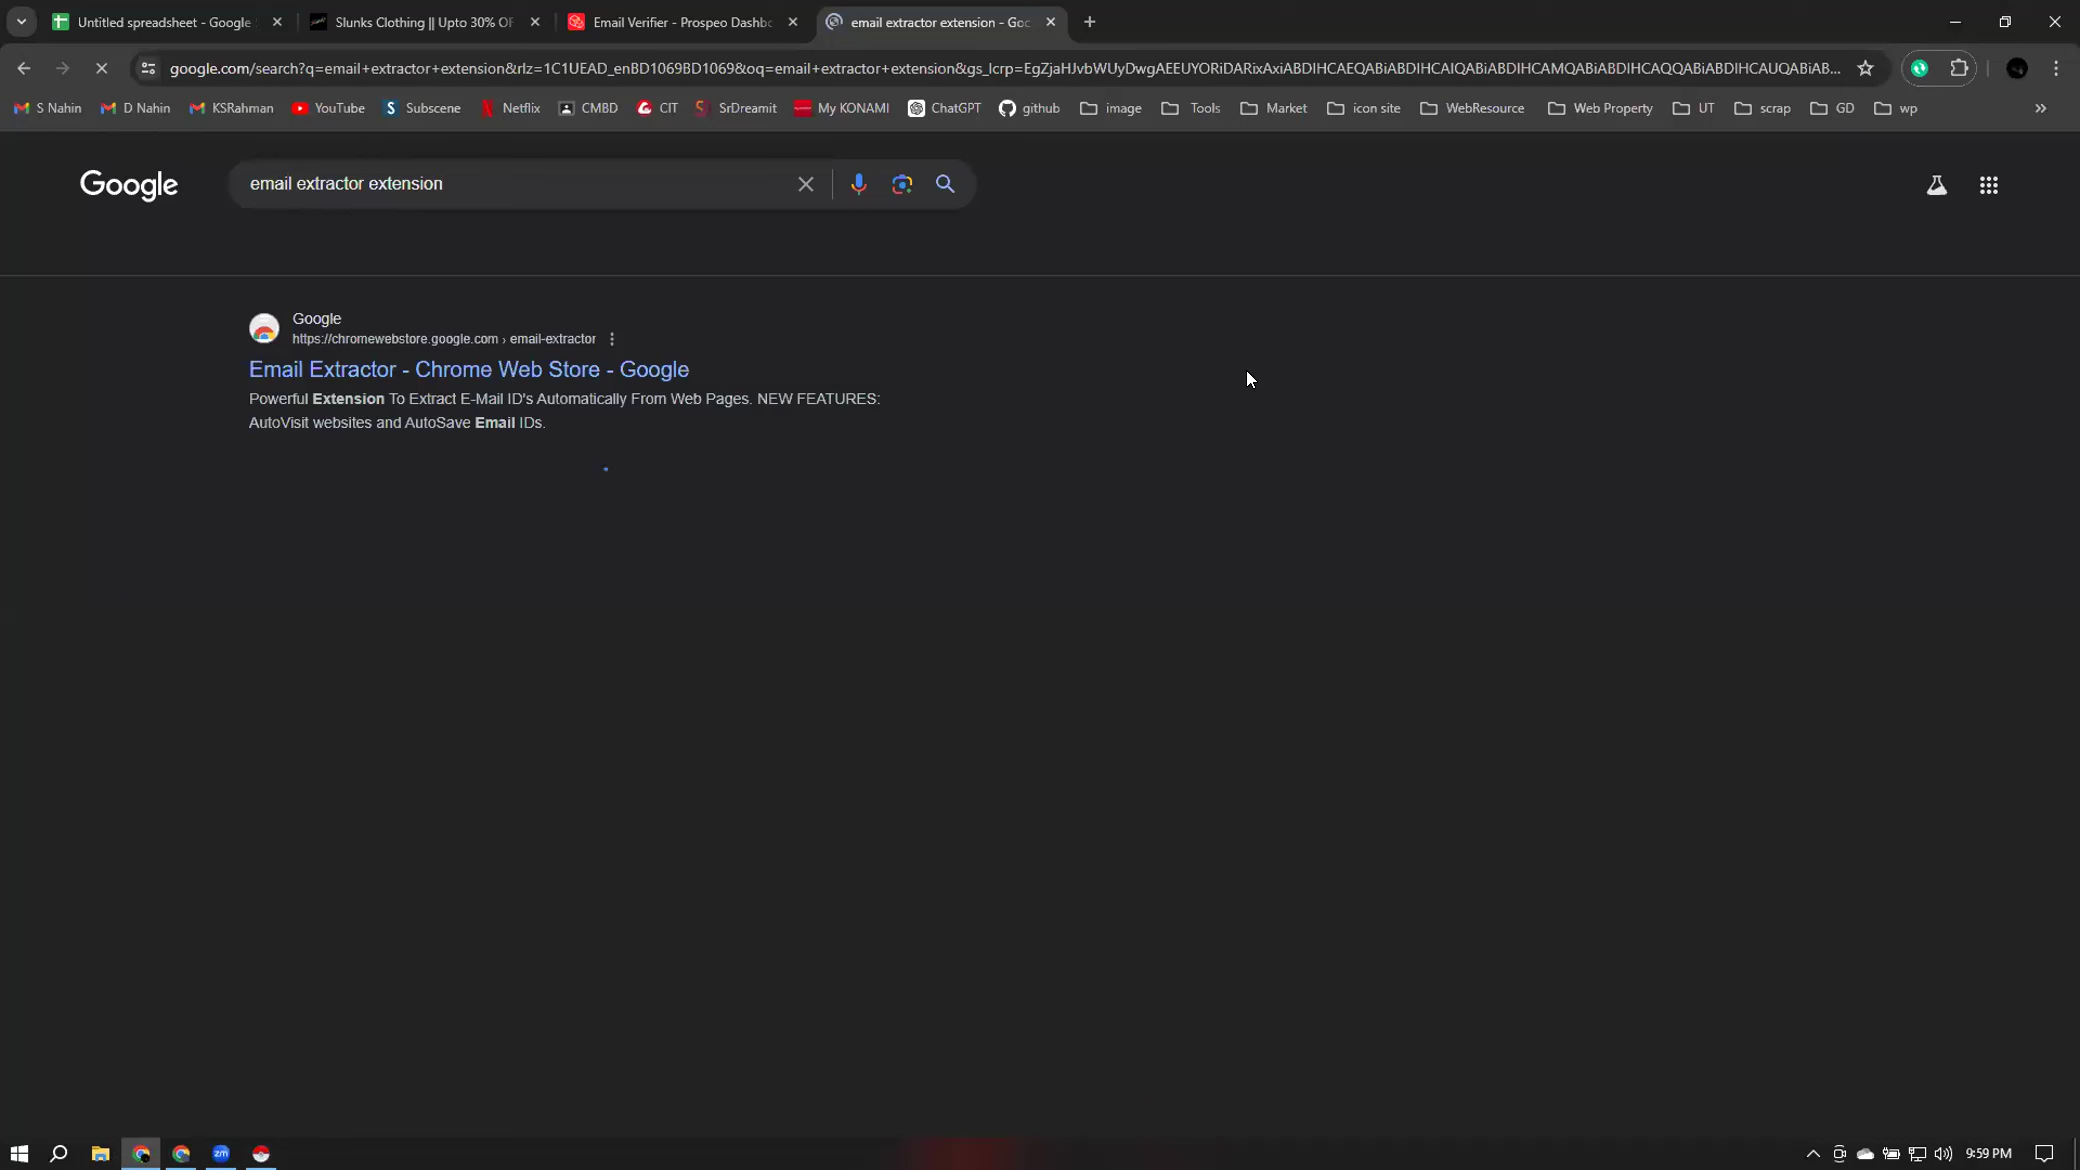 Untitled spreadsheet - Google
Slunks Clothing || Upto 30% OF
Email Verifier - Prospeo Dashbo
email extractor extension - Goo
google.com/search?q=email+extractor+extension&rlz=1C1UEAD_enBD1069BD1069&oq=email+extractor+extension&gs_lcrp=EgZjaHJvbWUyDwgAEEUYORiDARixAxiABDIHCAEQABiABDIHCAIQABiABDIHCAMQABiABDIHCAQQABiABDIHCAUQABiAB...
S Nahin
D Nahin
KSRahman
YouTube
Subscene
Netflix
CMBD
CIT
SrDreamit
My KONAMI
ChatGPT
github
image
Tools
Market
icon site
WebResource
Web Property
UT
scrap
GD
wp
Google
email extractor extension
Google
https://chromewebstore.google.com › email-extractor
Email Extractor - Chrome Web Store - Google
Powerful Extension To Extract E-Mail ID's Automatically From Web Pages. NEW FEATURES:
AutoVisit websites and AutoSave Email IDs.
zm
9:59 PM